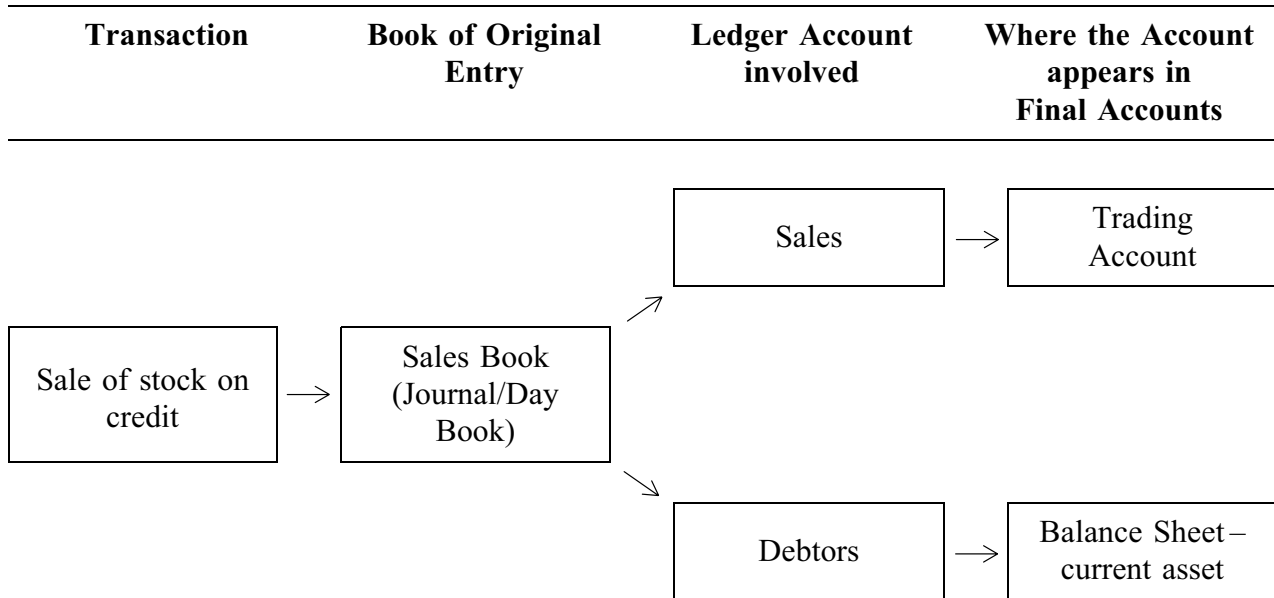 Transaction
Book of Original
Entry
Ledger Account
involved
Where the Account
appears in
Final Accounts
Sales
Trading
Account
Sale of stock on
credit
Sales Book
(Journal/Day
Book)
Debtors
Balance Sheet–
current asset